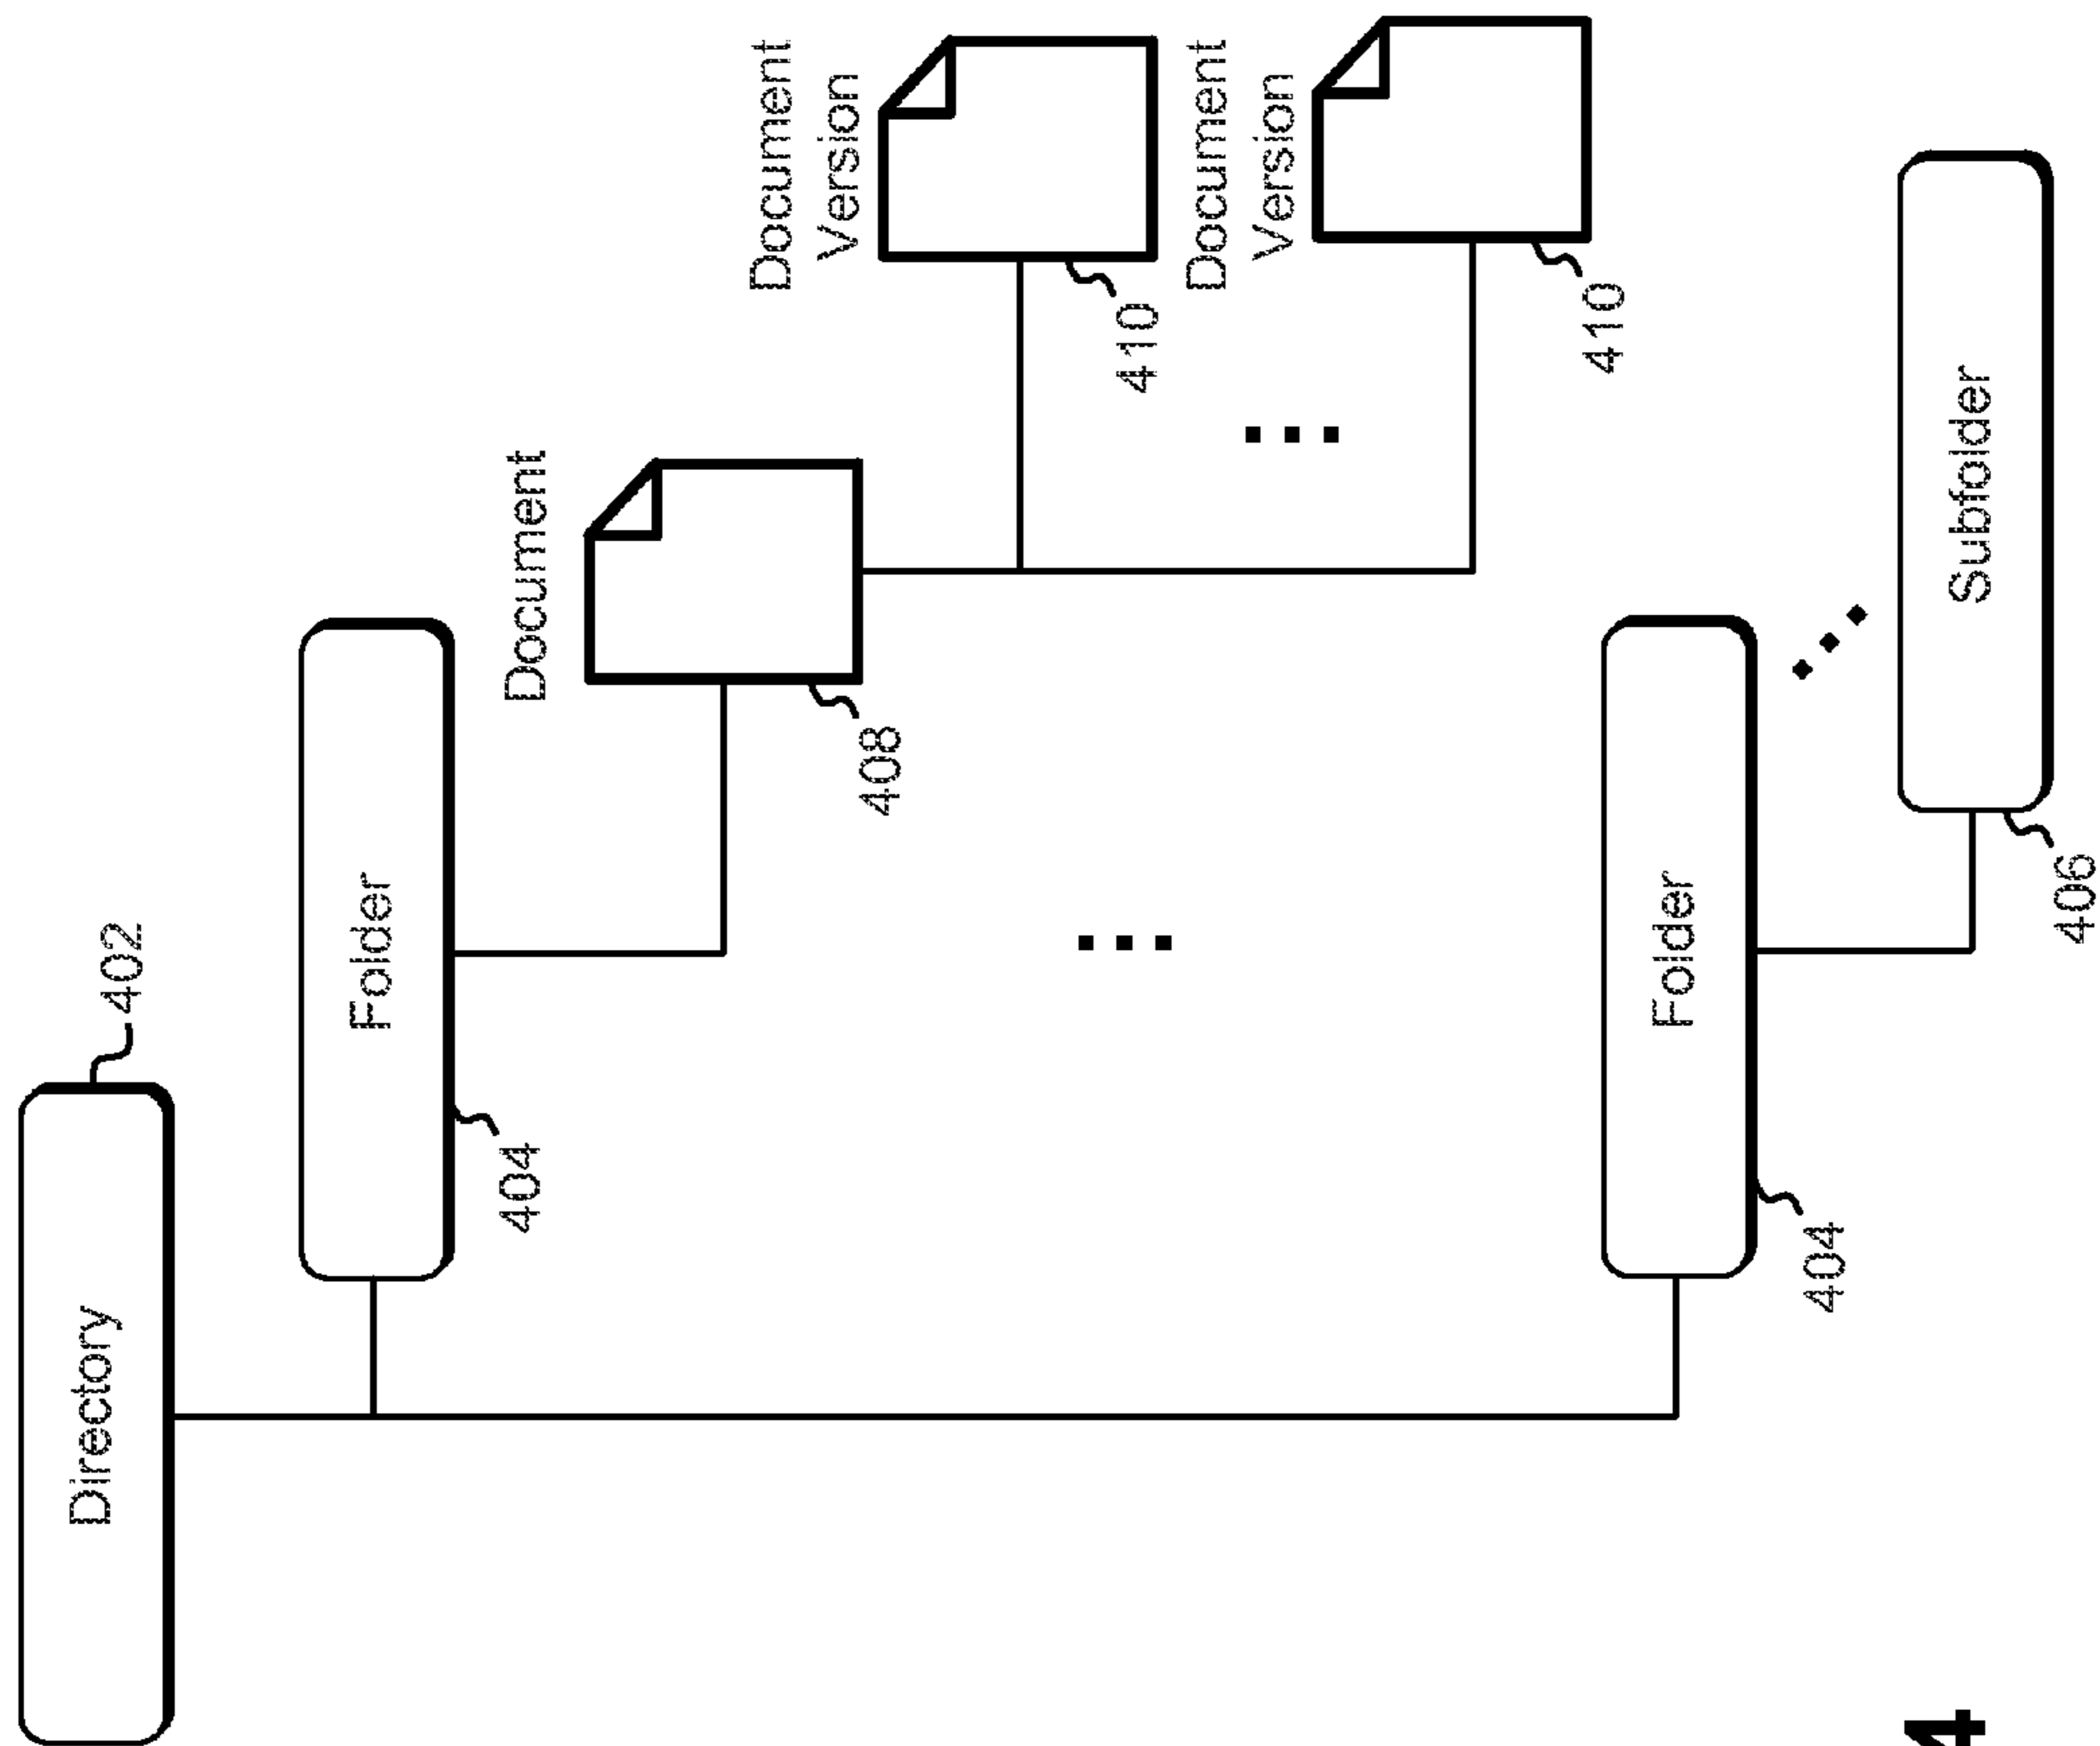 Directory
402
Folder
404
Document
408
Document
Version
410
Document
Version
410
Folder
404
Subfolder
406
4